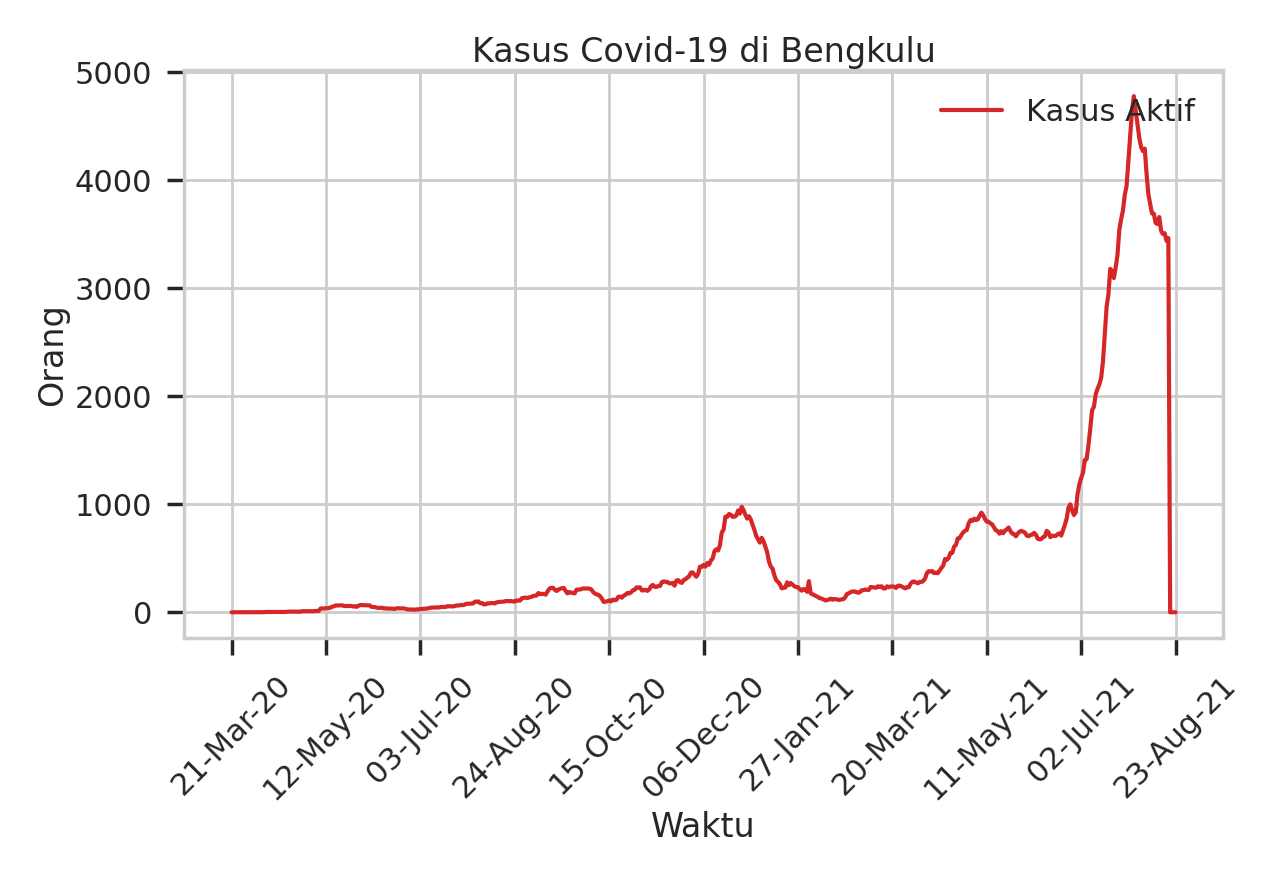 Kasus Covid-19 di Bengkulu
Kasus Aktif
Orang
5000
4000
3000
2000
1000
0
21-Mar-20
12-May-20
03-Jul-20
24-Aug-20
15-Oct-20
06-Dec-20
27-Jan-21
20-Mar-21
11-May-21
02-Jul-21
23-Aug-21
Waktu